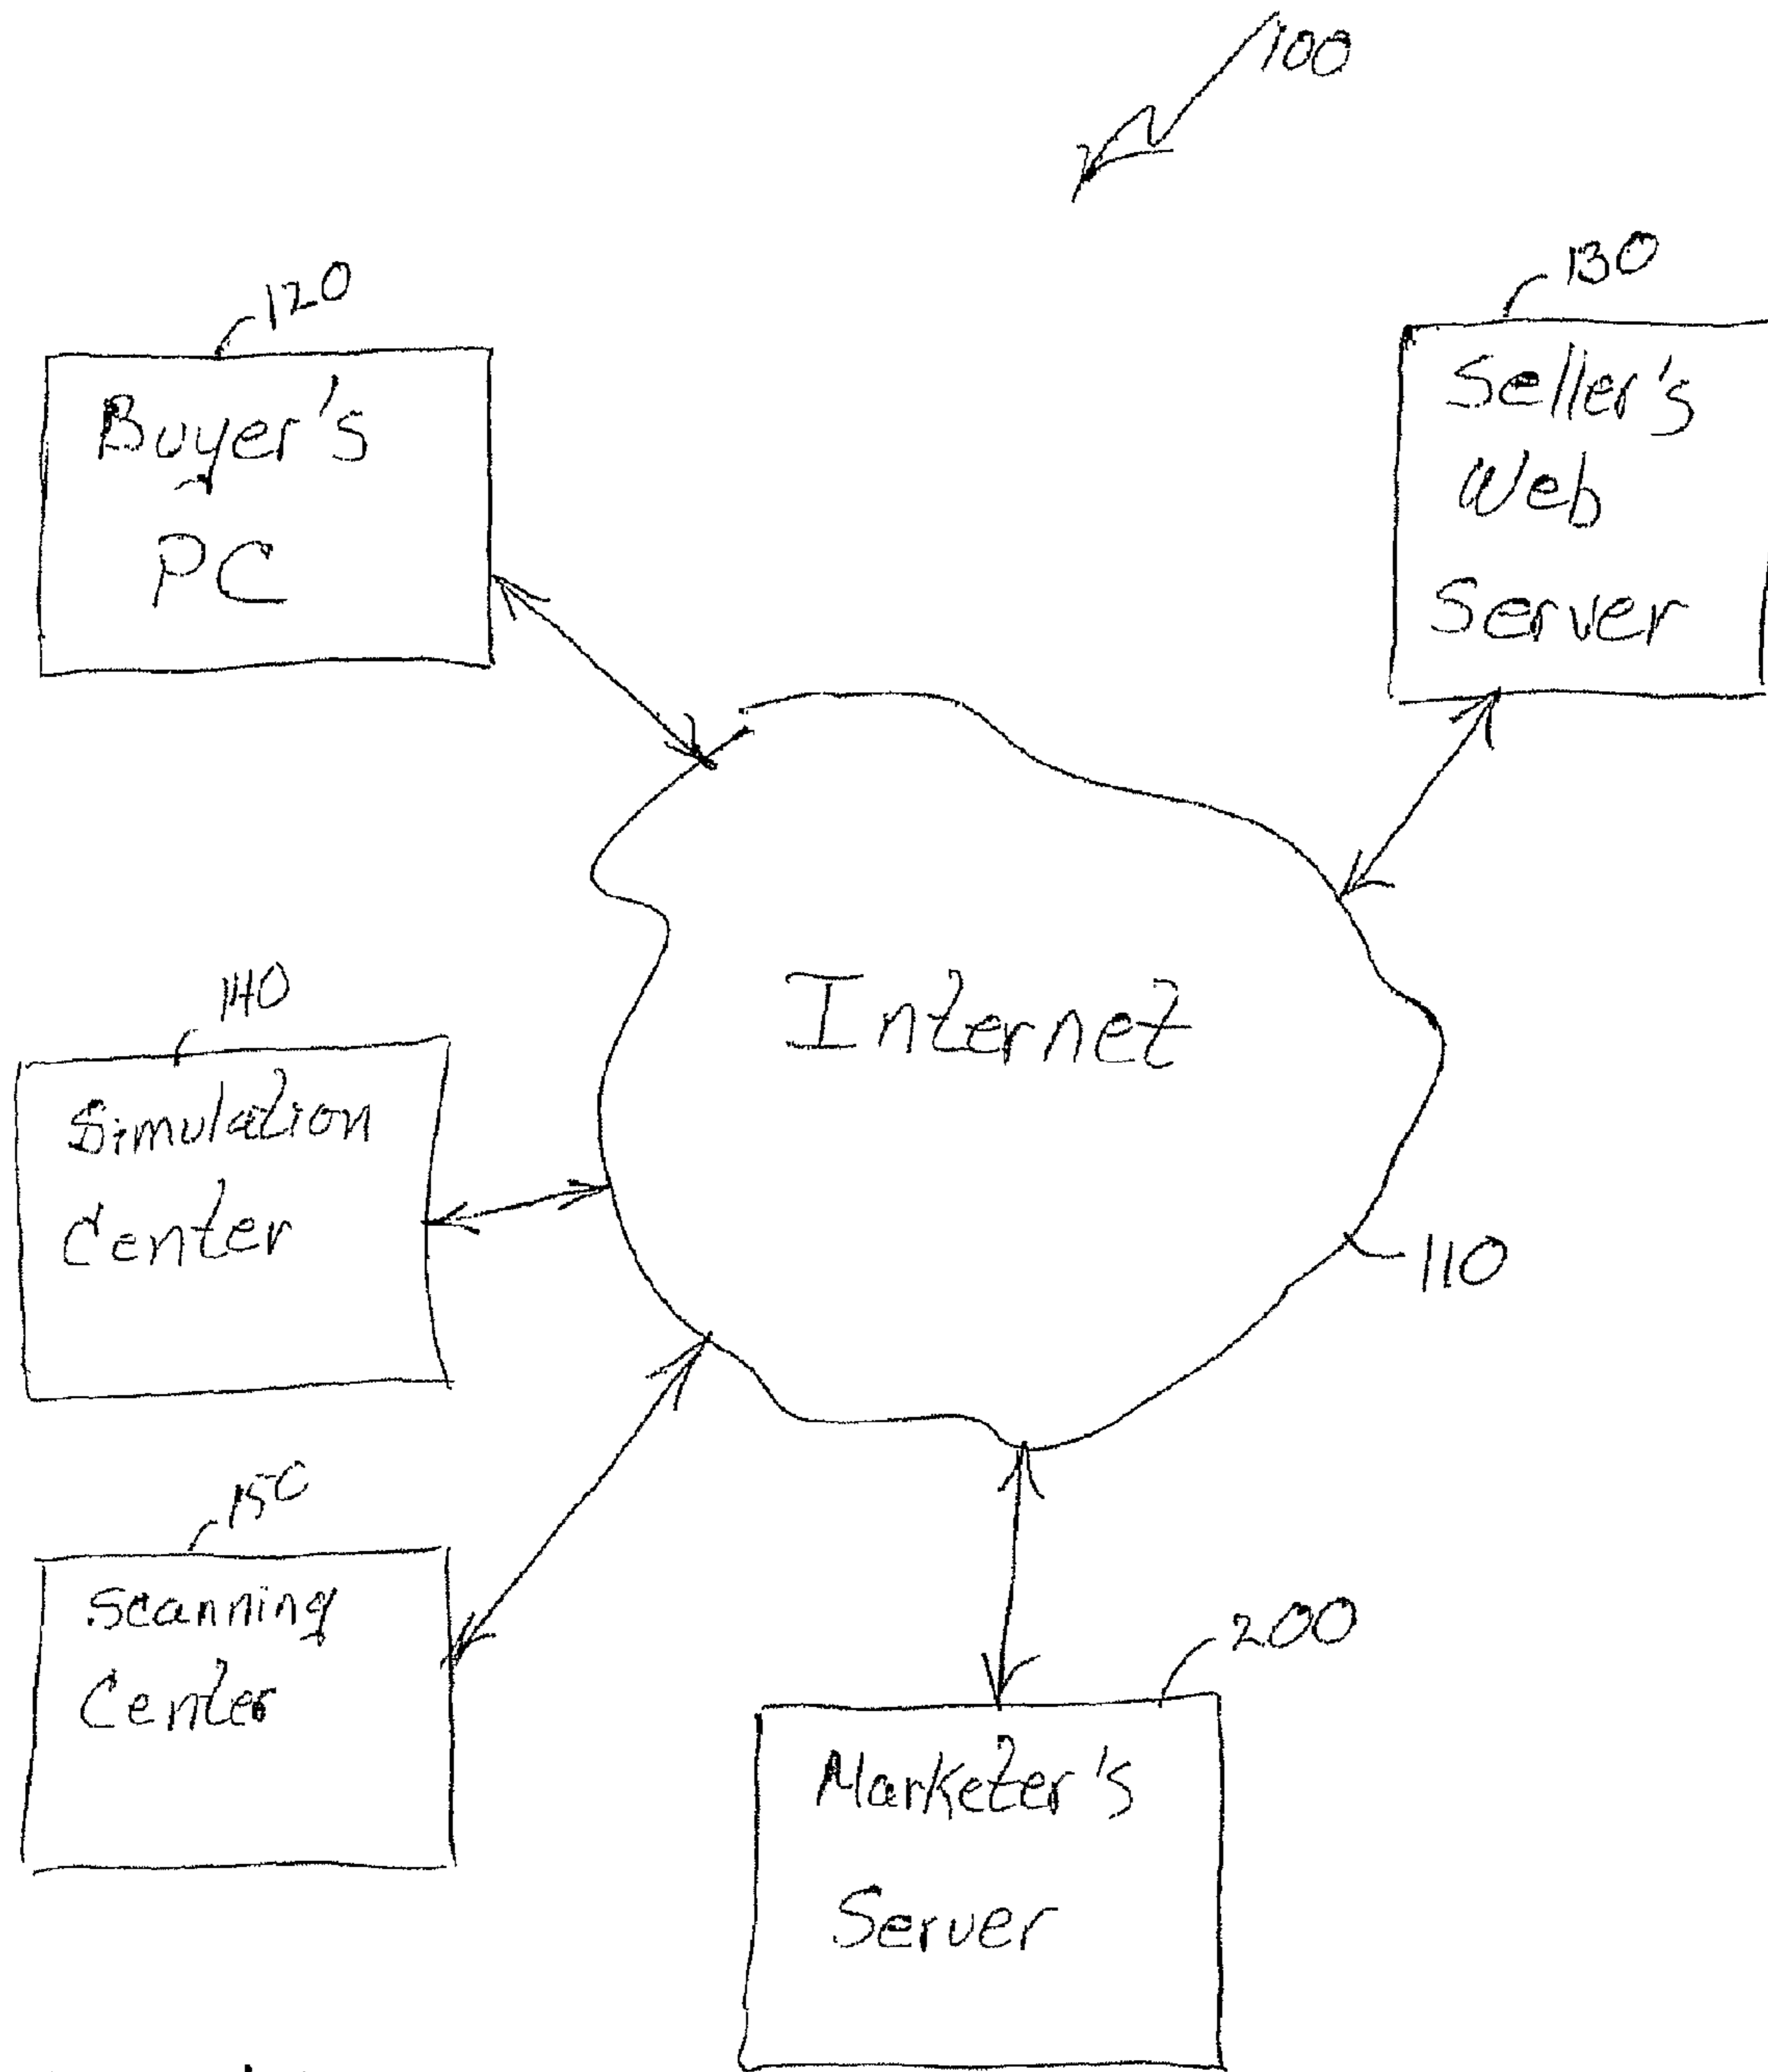 100
120
130
Buyer's
PC
Seller's
Web
Server
Internet
140
Simulation
Center
110
150
Scanning
Center
200
Marketer's
Server